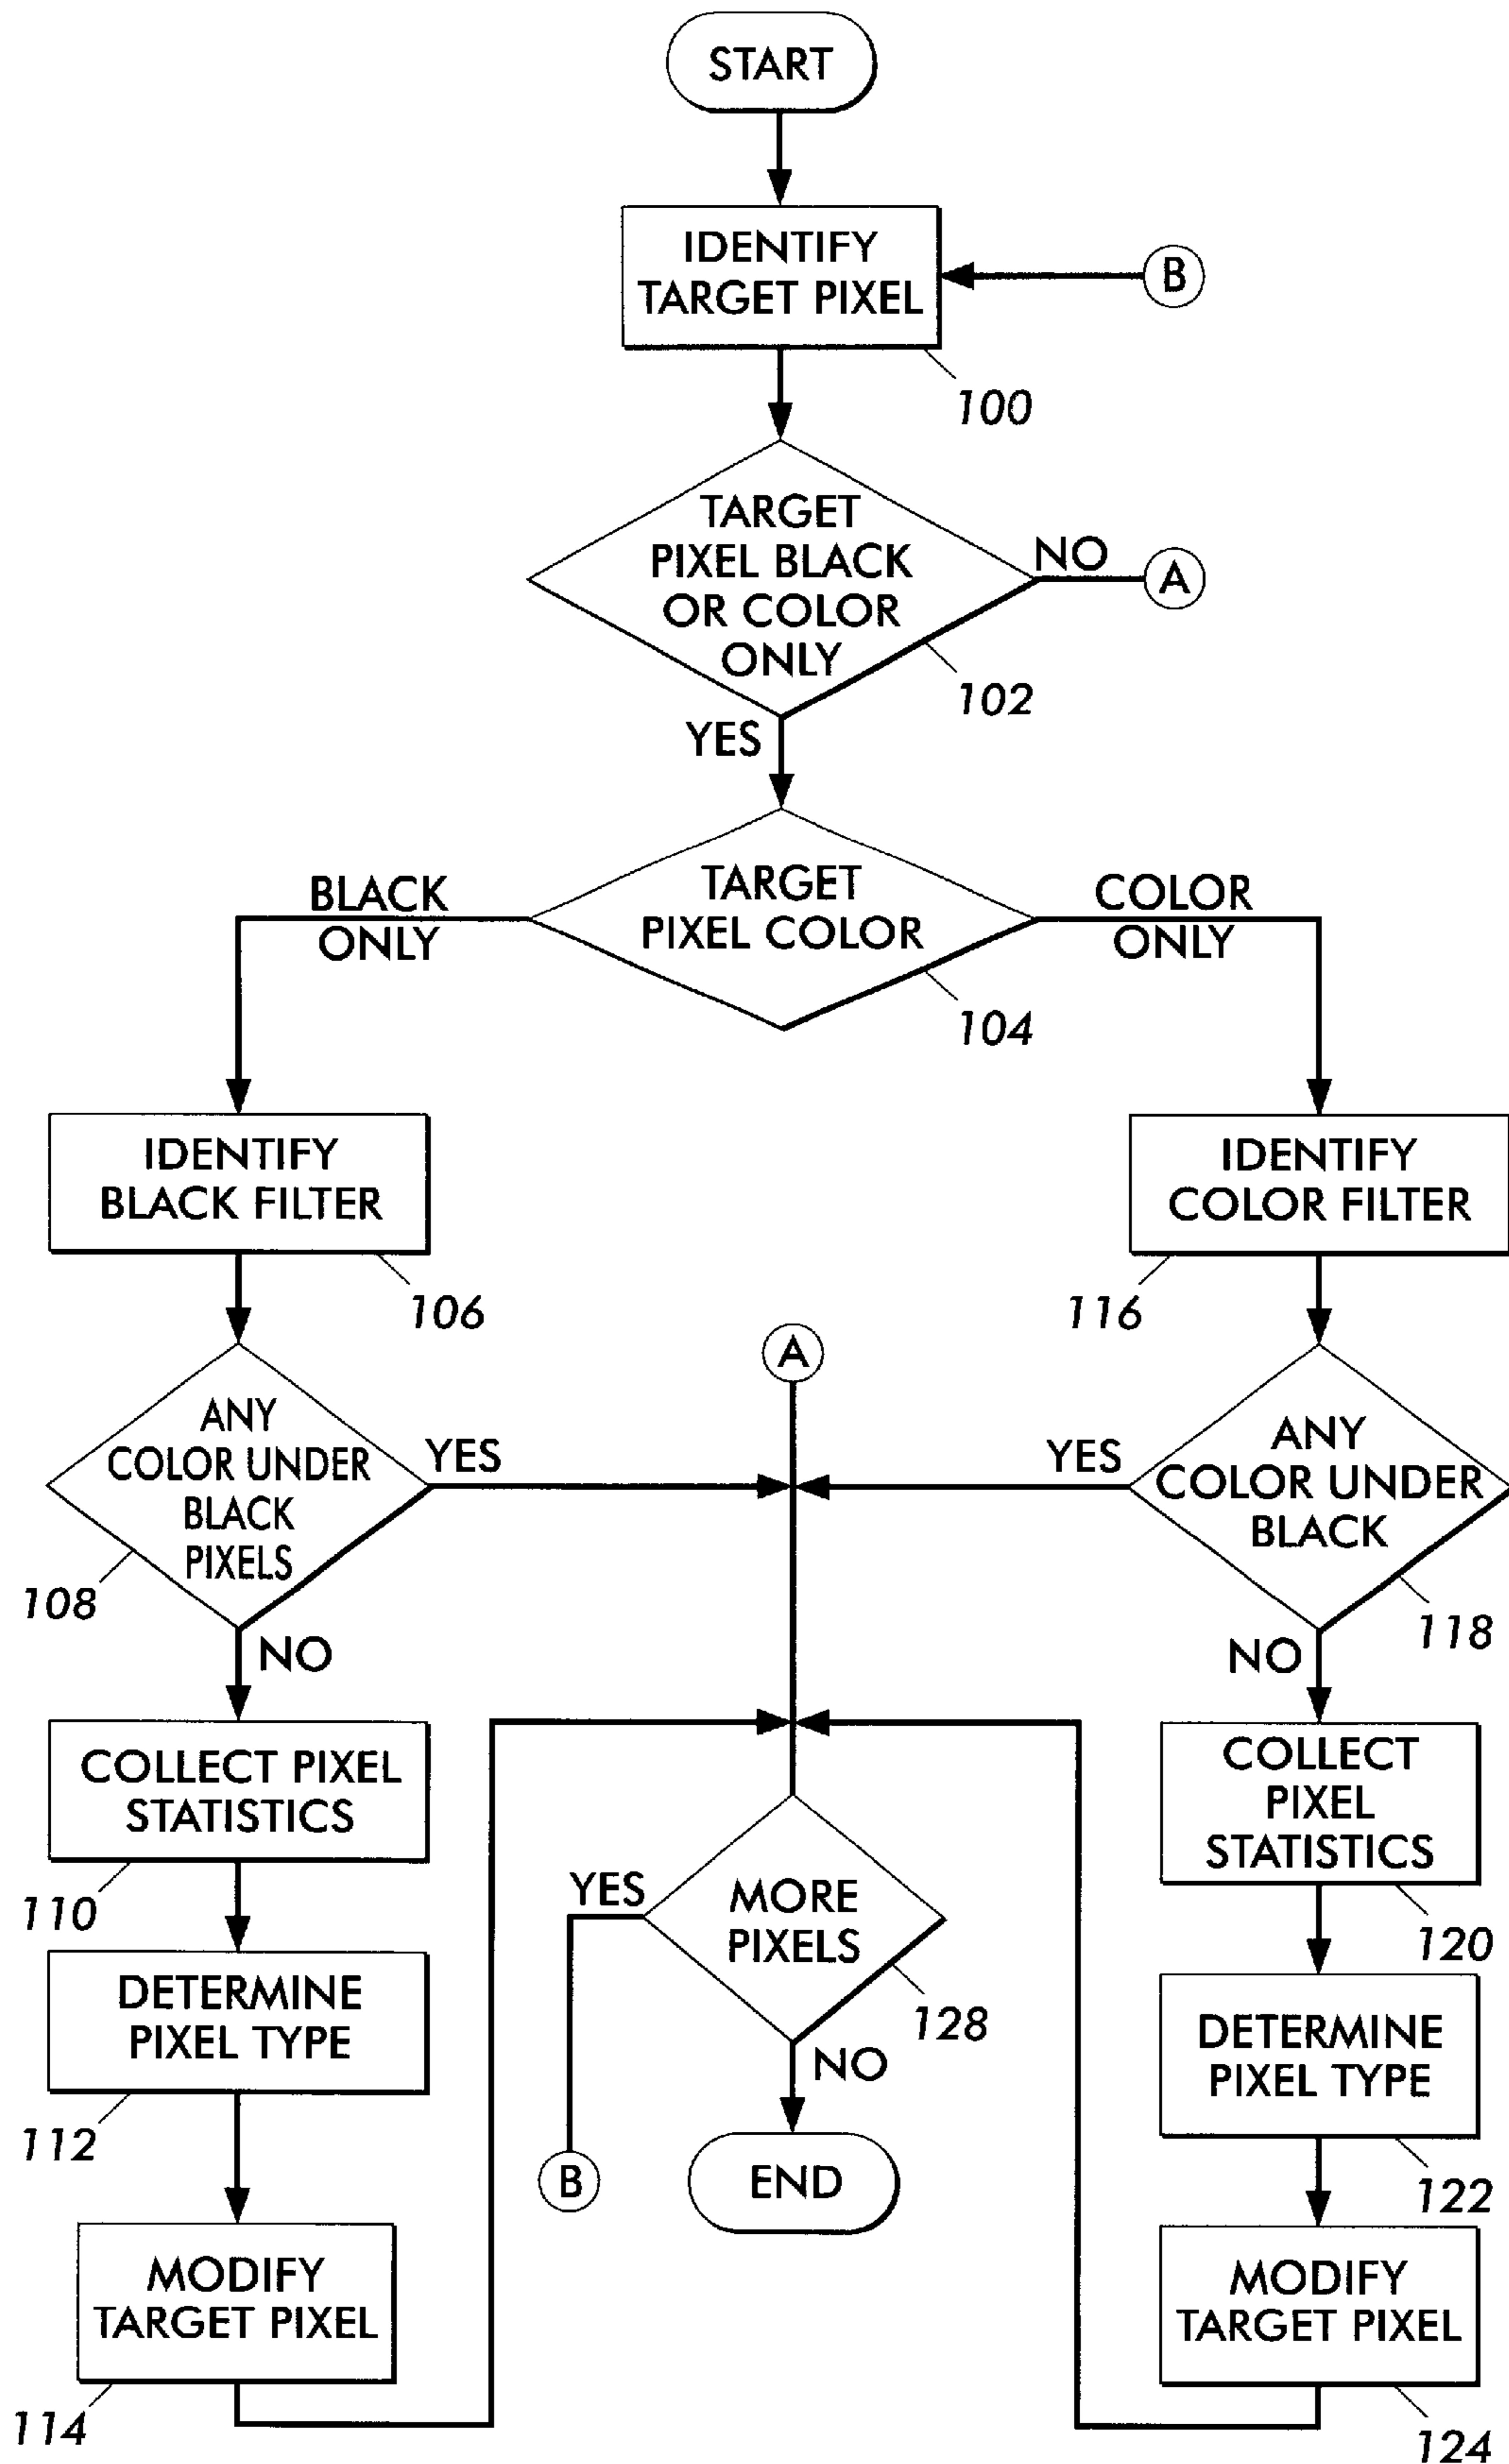 START
IDENTIFY
TARGET PIXEL
B
100
TARGET
PIXEL BLACK
OR COLOR
ONLY
NO
A
102
YES
TARGET
PIXEL COLOR
BLACK
ONLY
COLOR
ONLY
104
IDENTIFY
BLACK FILTER
106
IDENTIFY
COLOR FILTER
116
A
ANY
COLOR UNDER
BLACK
PIXELS
YES
108
NO
YES
ANY
COLOR UNDER
BLACK
118
NO
COLLECT PIXEL
STATISTICS
110
COLLECT
PIXEL
STATISTICS
120
YES
MORE
PIXELS
128
NO
DETERMINE
PIXEL TYPE
112
DETERMINE
PIXEL TYPE
122
B
END
MODIFY
TARGET PIXEL
114
MODIFY
TARGET PIXEL
124